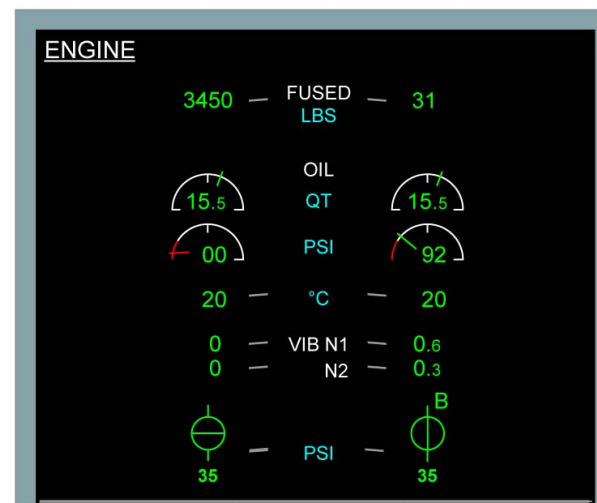 ENGINE
3450 — FUSED — 31
LBS
OIL
15.5 QT 15.5
00 PSI 92
20 — °C — 20
0 — VIB N1 — 0.6
0 — N2 — 0.3
B
— PSI —
35 35